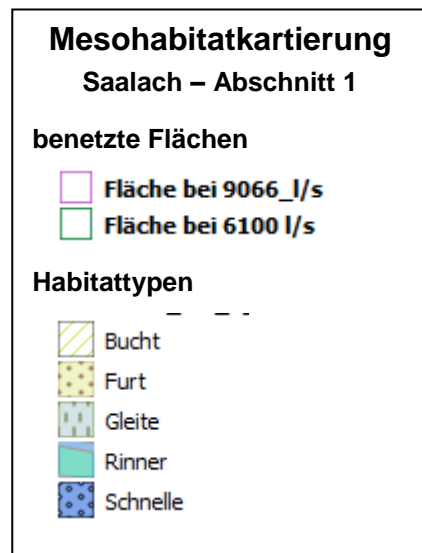 Mesohabitatkartierung
Saalach – Abschnitt 1
benetzte Flächen
Fläche bei 9066_l/s
Fläche bei 6100 l/s
Habitattypen
Bucht
Furt
Gleite
Rinner
Schnelle